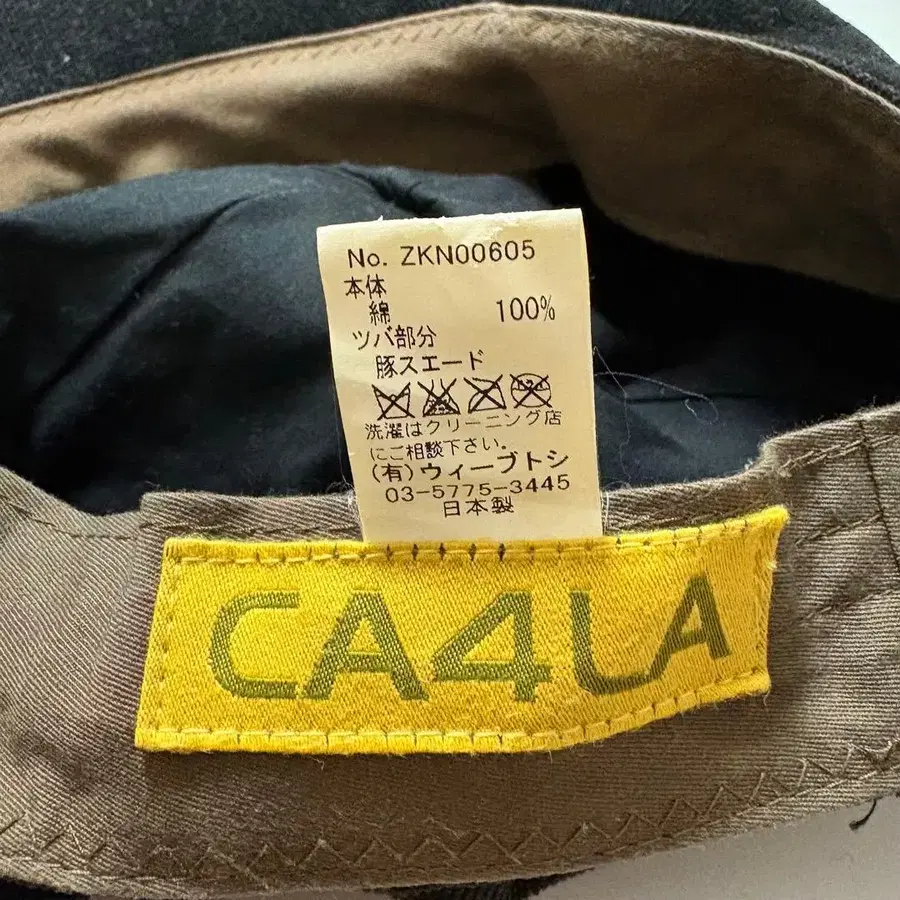 No. ZKN00605
本体
綿 100%
ツバ部分
豚スエード
洗濯はクリーニング店
にご相談下さい。
(有)ウィーブトシ
03-5775-3445
日本製
CA4LA